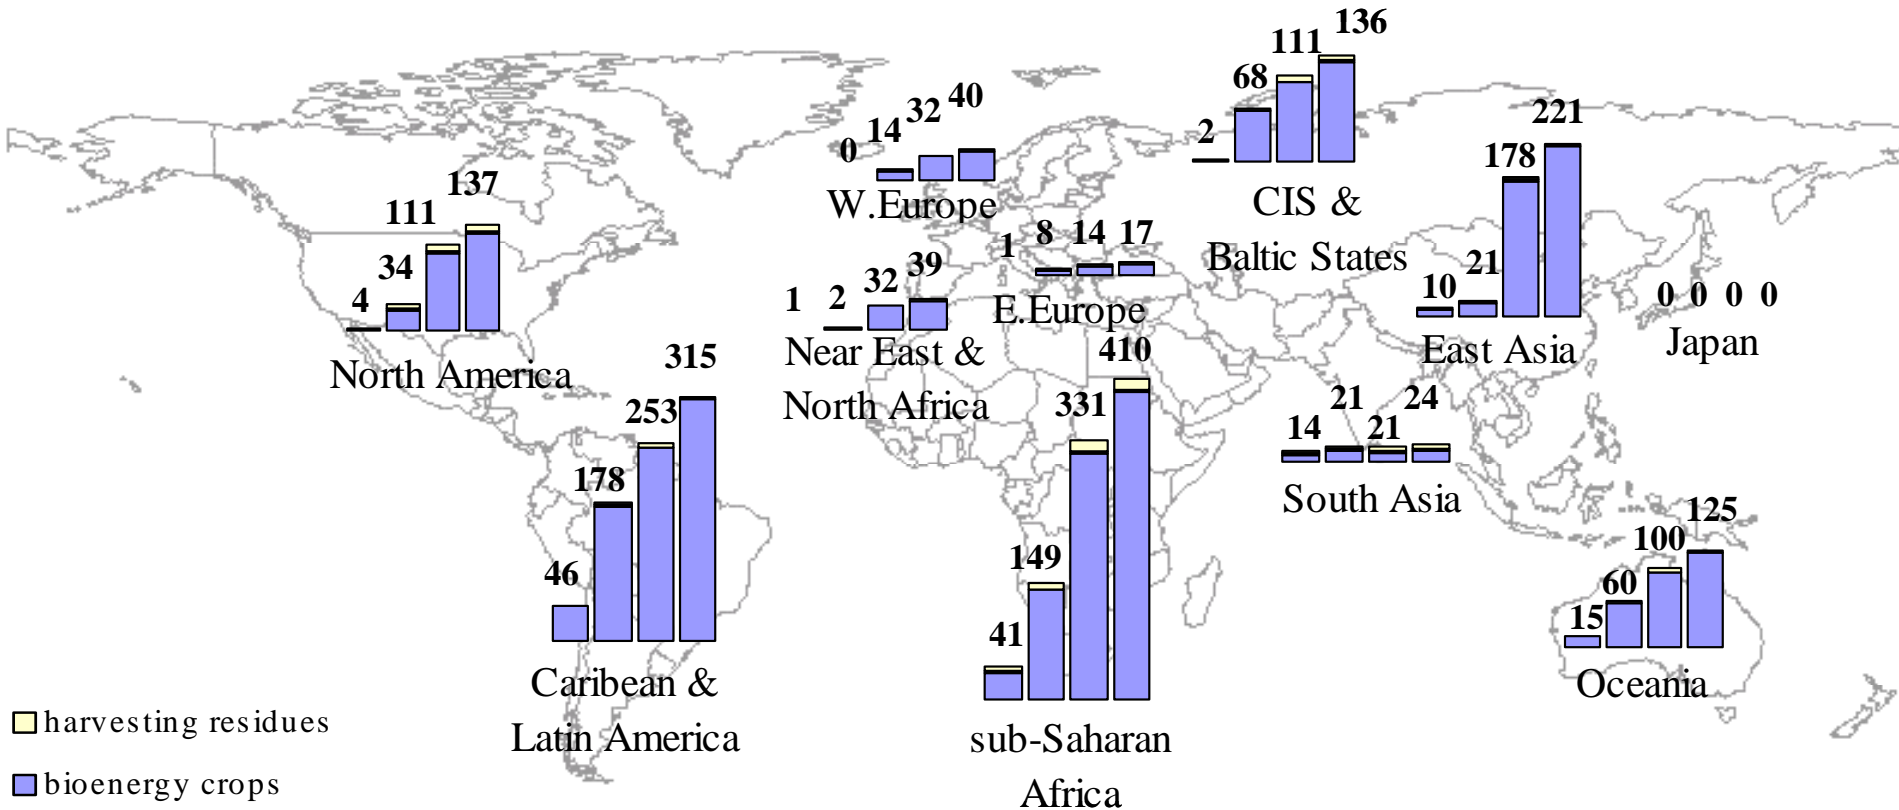 0 14 32 40
W.Europe
2 68 111 136
CIS &
Baltic States
10 21 178 221
East Asia
0 0 0 0
Japan
4 34 111 137
North America
1 8 14 17
E.Europe
1 2 32 39
Near East &
North Africa
46 178 253 315
Caribean &
Latin America
41 149 331 410
sub-Saharan
Africa
14 21 21 24
South Asia
15 60 100 125
Oceania
harvesting residues
bioenergy crops